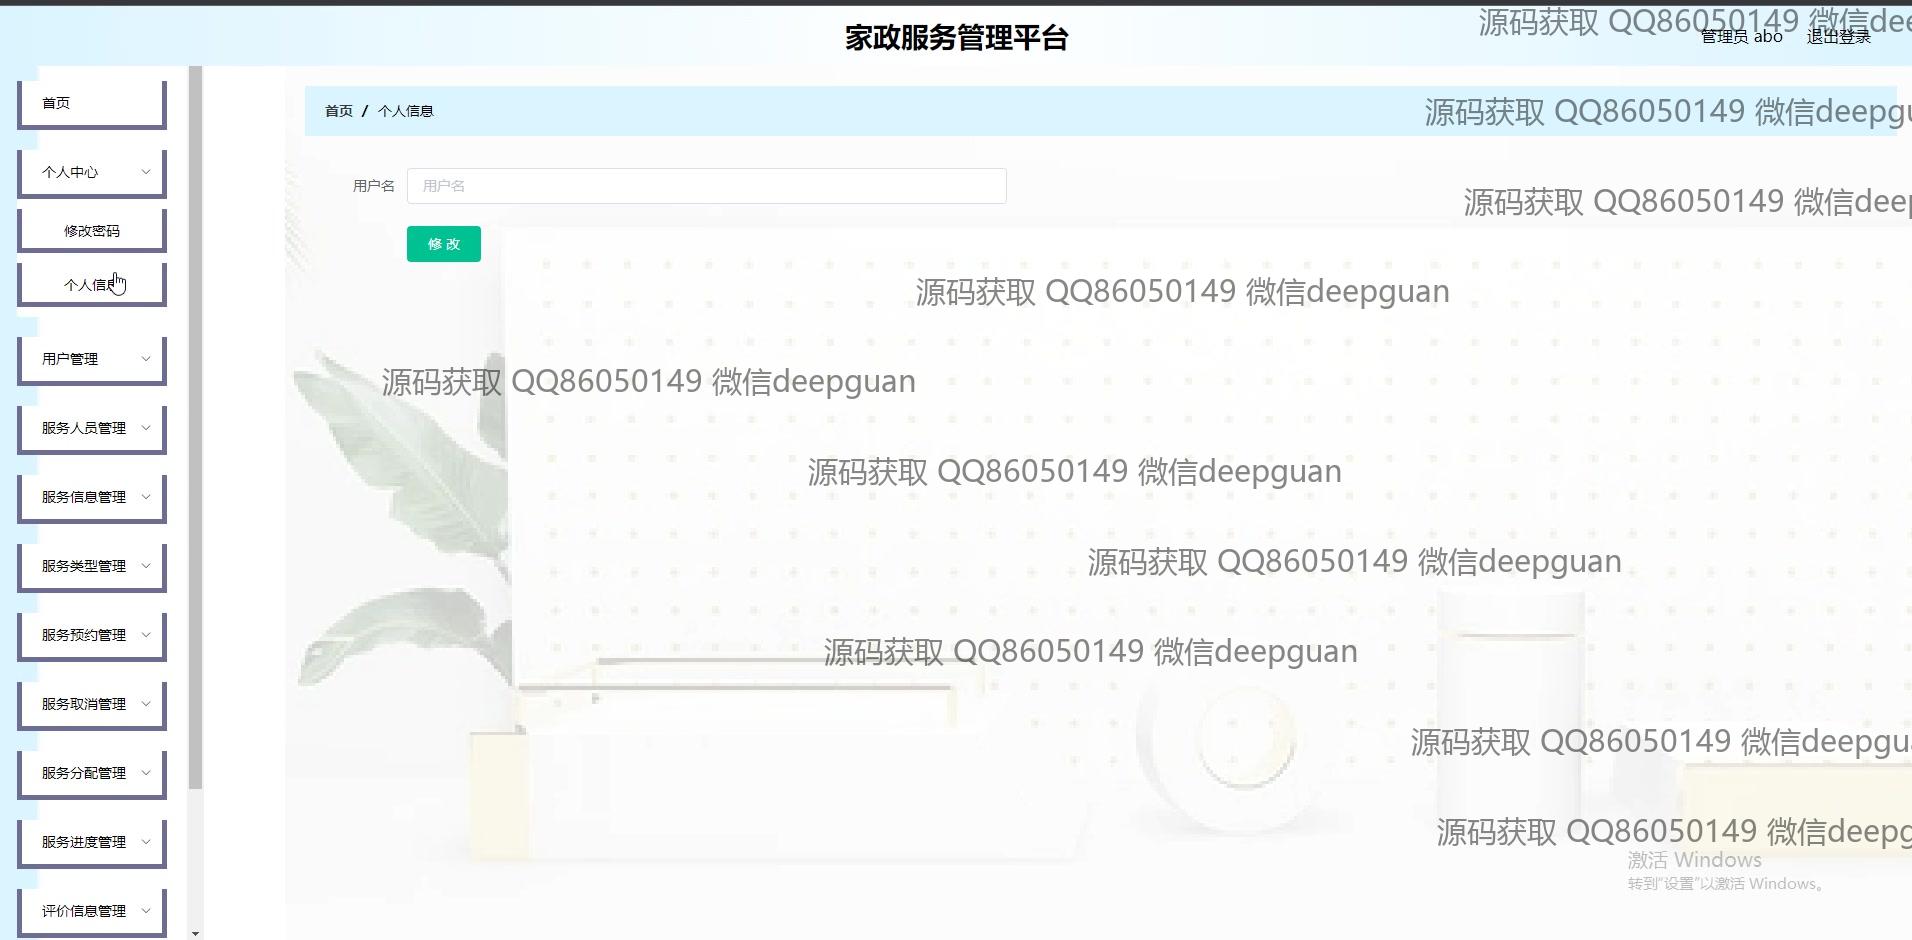 家政服务管理平台
源码获取 QQ86050149 微信dee
管理员 abo 退出登录
首页
个人中心
修改密码
个人信息
用户管理
服务人员管理
服务信息管理
服务类型管理
服务预约管理
服务取消管理
服务分配管理
服务进度管理
评价信息管理
首页 / 个人信息
源码获取 QQ86050149 微信deepgu
用户名 用户名
源码获取 QQ86050149 微信deep
修 改
源码获取 QQ86050149 微信deepguan
源码获取 QQ86050149 微信deepguan
源码获取 QQ86050149 微信deepguan
源码获取 QQ86050149 微信deepguan
源码获取 QQ86050149 微信deepguan
源码获取 QQ86050149 微信deepgua
源码获取 QQ86050149 微信deepg
激活 Windows
转到“设置”以激活 Windows。